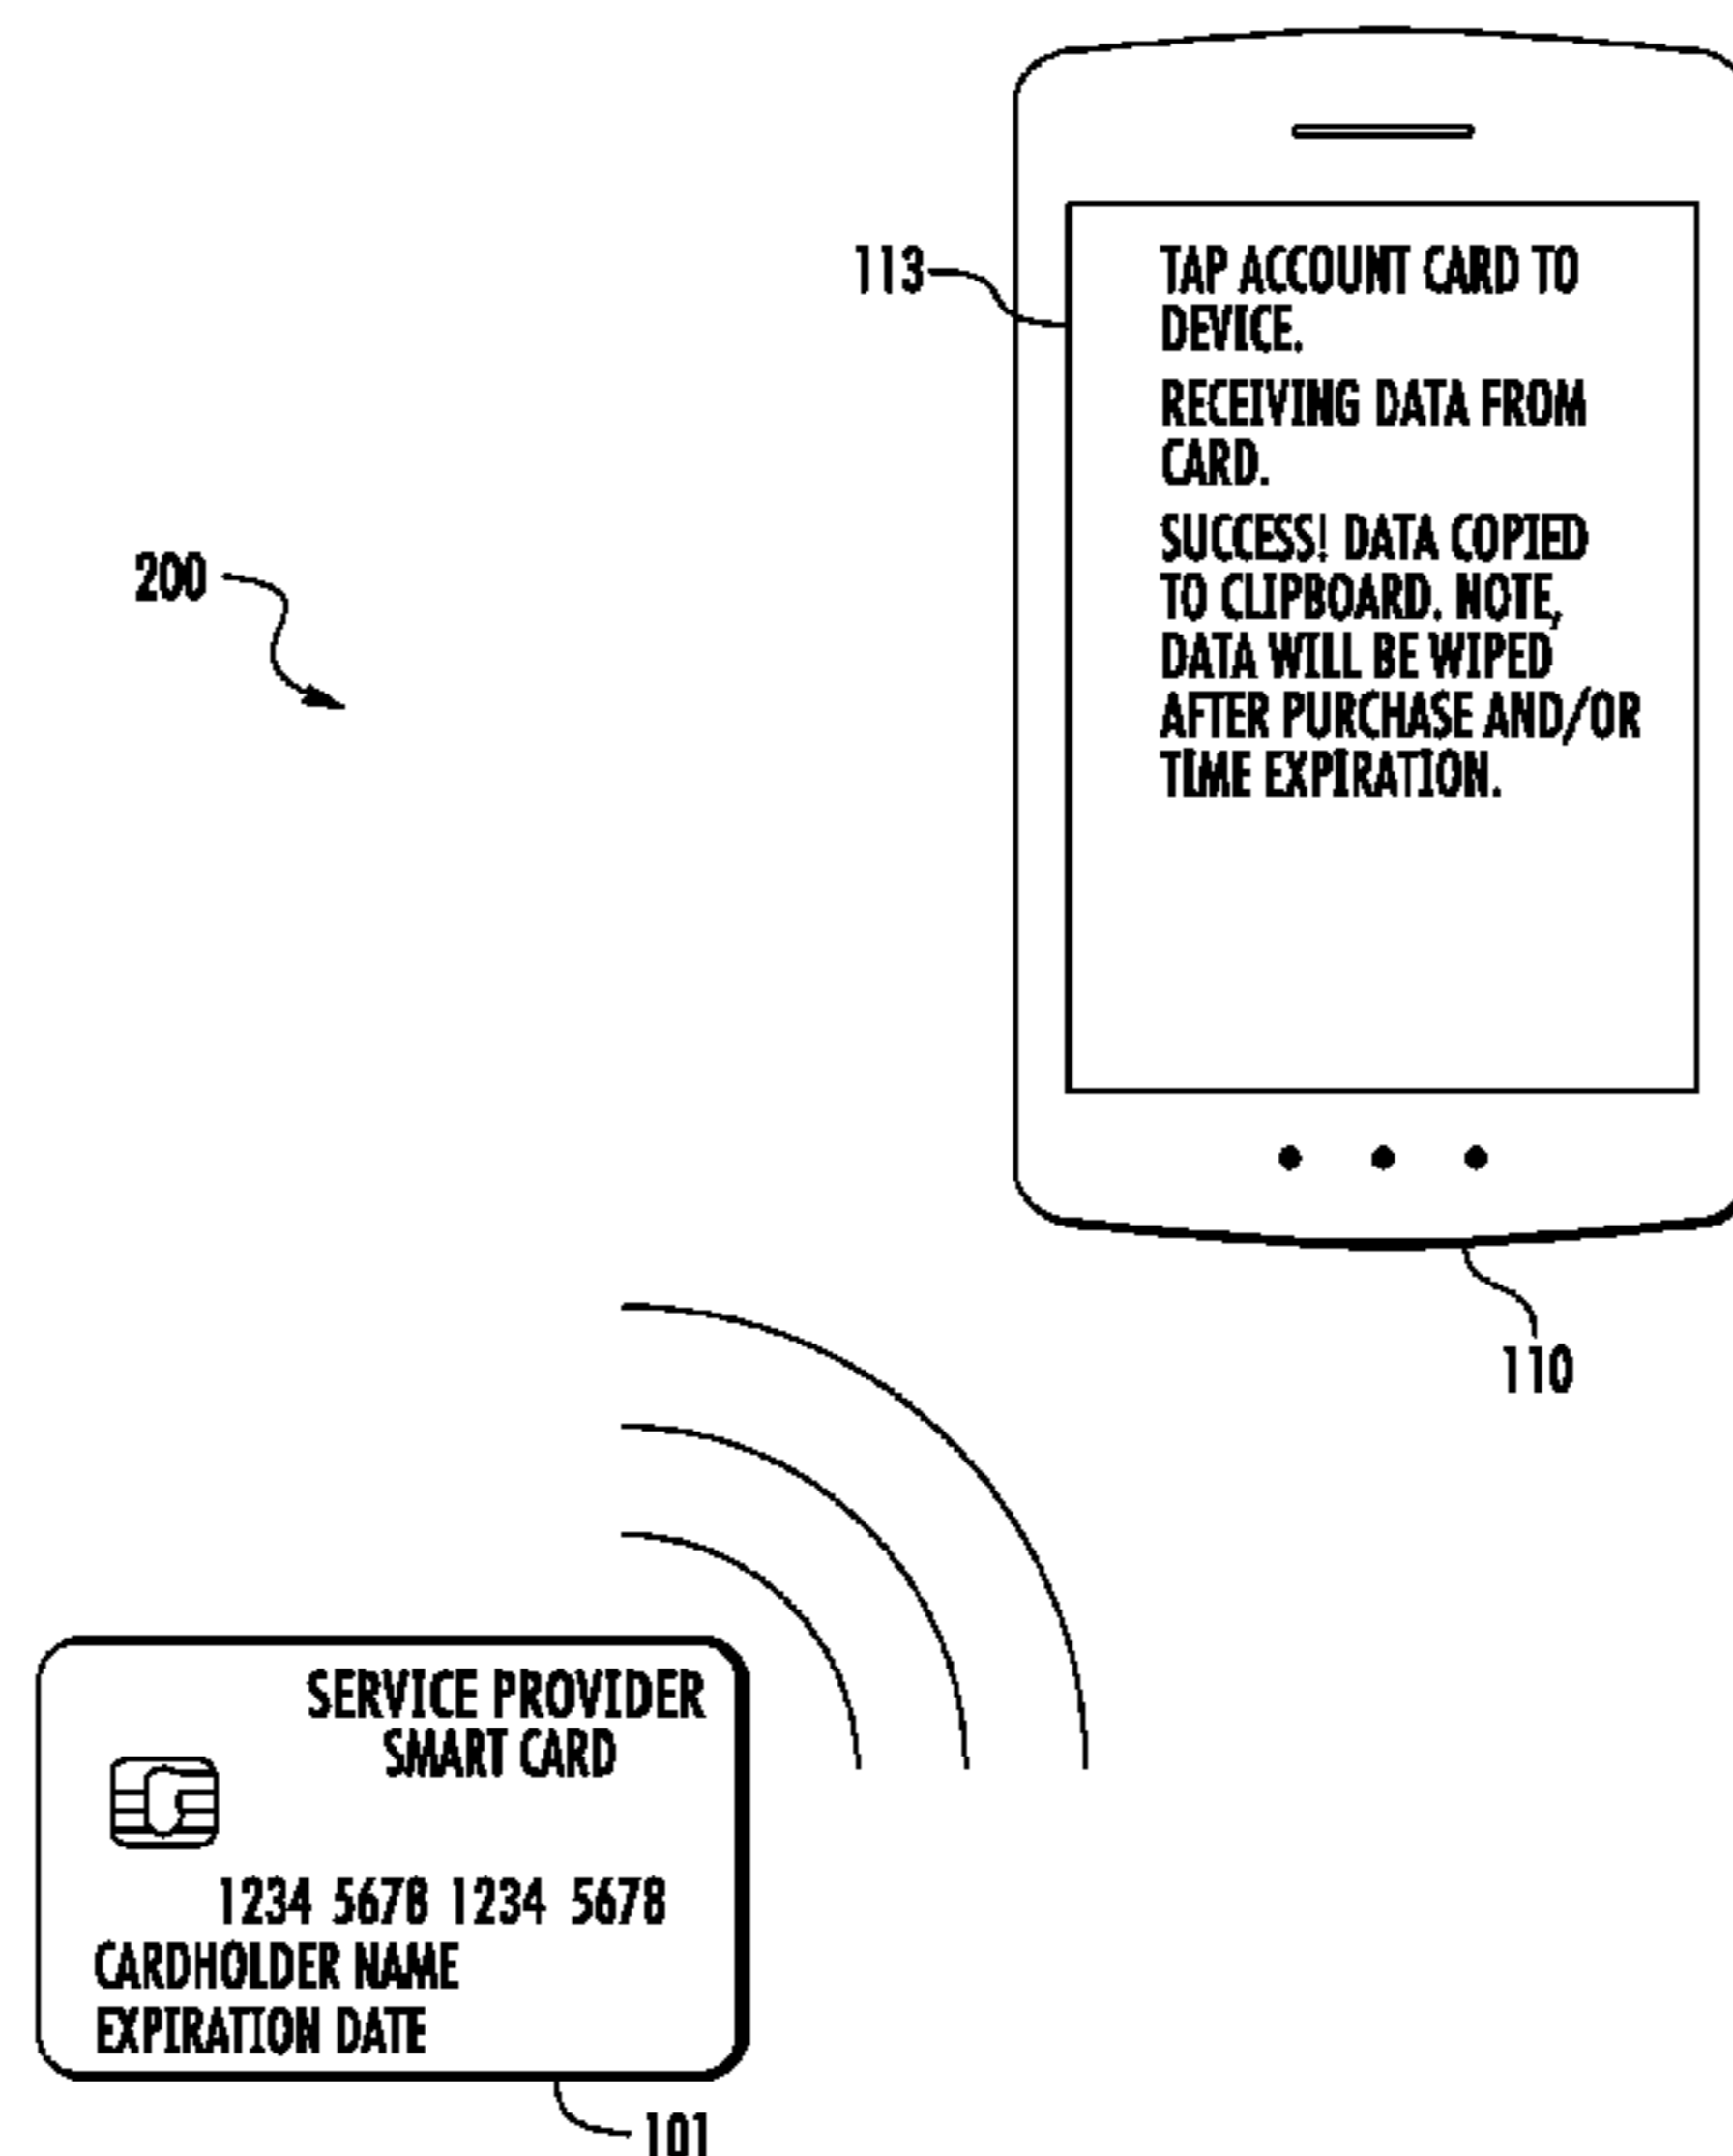 113
TAP ACCOUNT CARD TO
DEVICE.
RECEIVING DATA FROM
CARD.
SUCCESS! DATA COPIED
TO CLIPBOARD. NOTE,
DATA WILL BE WIPED
AFTER PURCHASE AND/OR
TIME EXPIRATION.
200
110
SERVICE PROVIDER
SMART CARD
1234 5678 1234 5678
CARDHOLDER NAME
EXPIRATION DATE
101